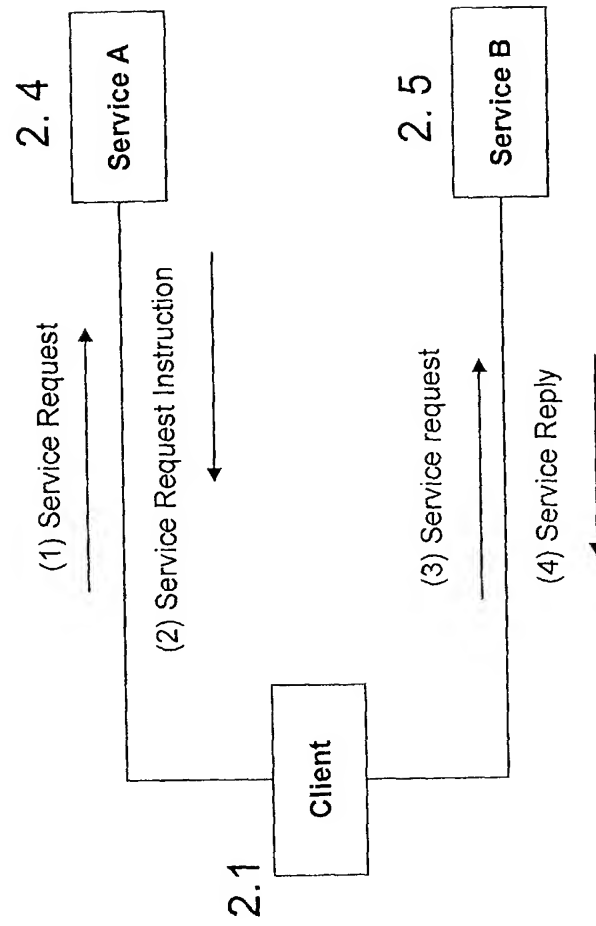 2. 4
Service A
(1) Service Request
(2) Service Request Instruction
2.1
Client
2. 5
Service B
(3) Service request
(4) Service Reply